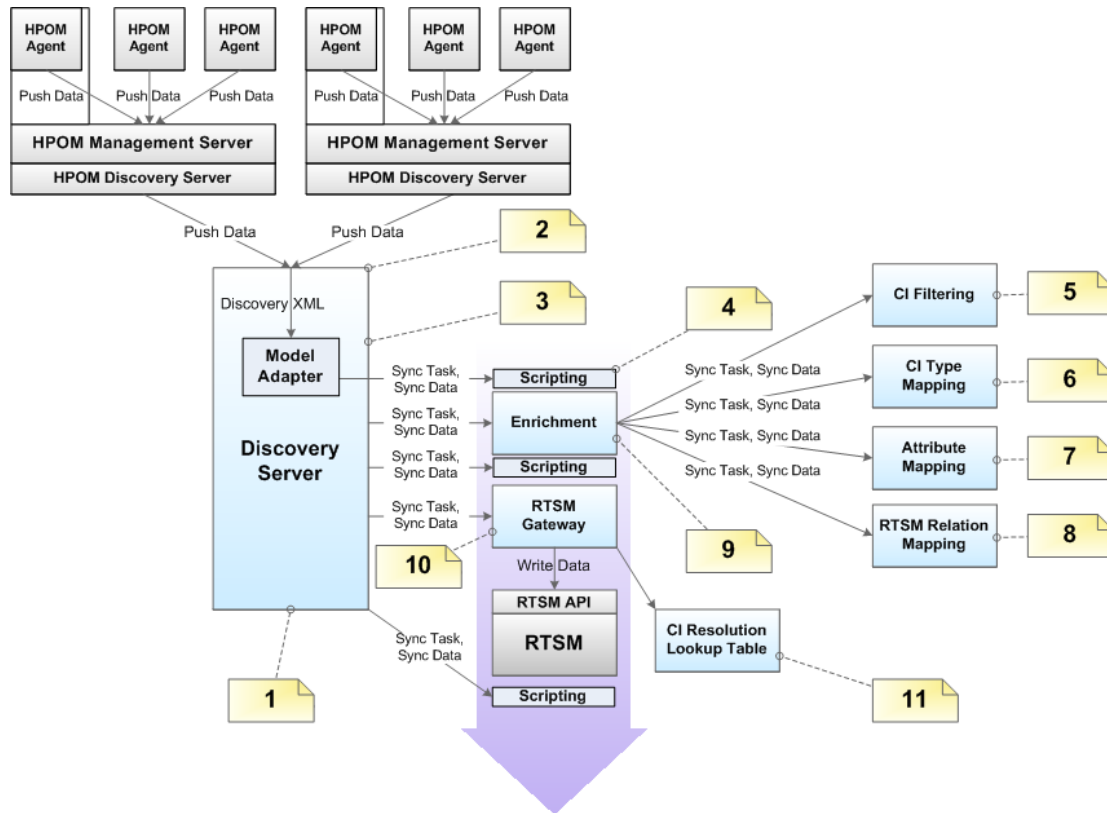 HPOM
Agent
HPOM
Agent
HPOM
Agent
HPOM
Agent
HPOM
Agent
HPOM
Agent
Push Data
Push Data
Push Data
Push Data
Push Data
Push Data
HPOM Management Server
HPOM Management Server
HPOM Discovery Server
HPOM Discovery Server
Push Data
Push Data
2
Discovery XML
3
4
CI Filtering
5
Model
Adapter
Sync Task,
Sync Data
Scripting
Sync Task, Sync Data
CI Type
Mapping
6
Sync Task,
Sync Data
Enrichment
Sync Task, Sync Data
Sync Task, Sync Data
Attribute
Mapping
7
Discovery
Server
Sync Task,
Sync Data
Scripting
Sync Task, Sync Data
Sync Task,
Sync Data
RTSM
Gateway
RTSM Relation
Mapping
8
10
9
Write Data
RTSM API
RTSM
CI Resolution
Lookup Table
Sync Task,
Sync Data
Scripting
1
11